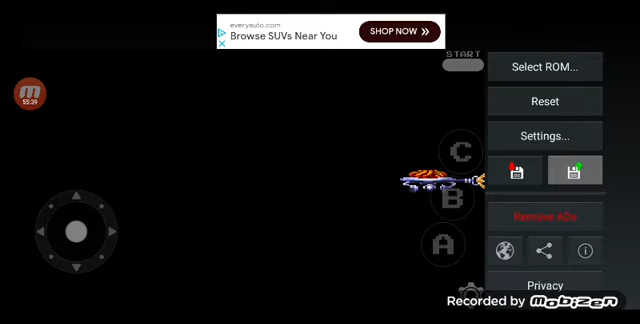 everyauto.com
Browse SUVs Near You
SHOP NOW
START
Select ROM...
55:39
Reset
Settings...
C
B
A
Remove ADs
Privacy
Recorded by MOBIZEN